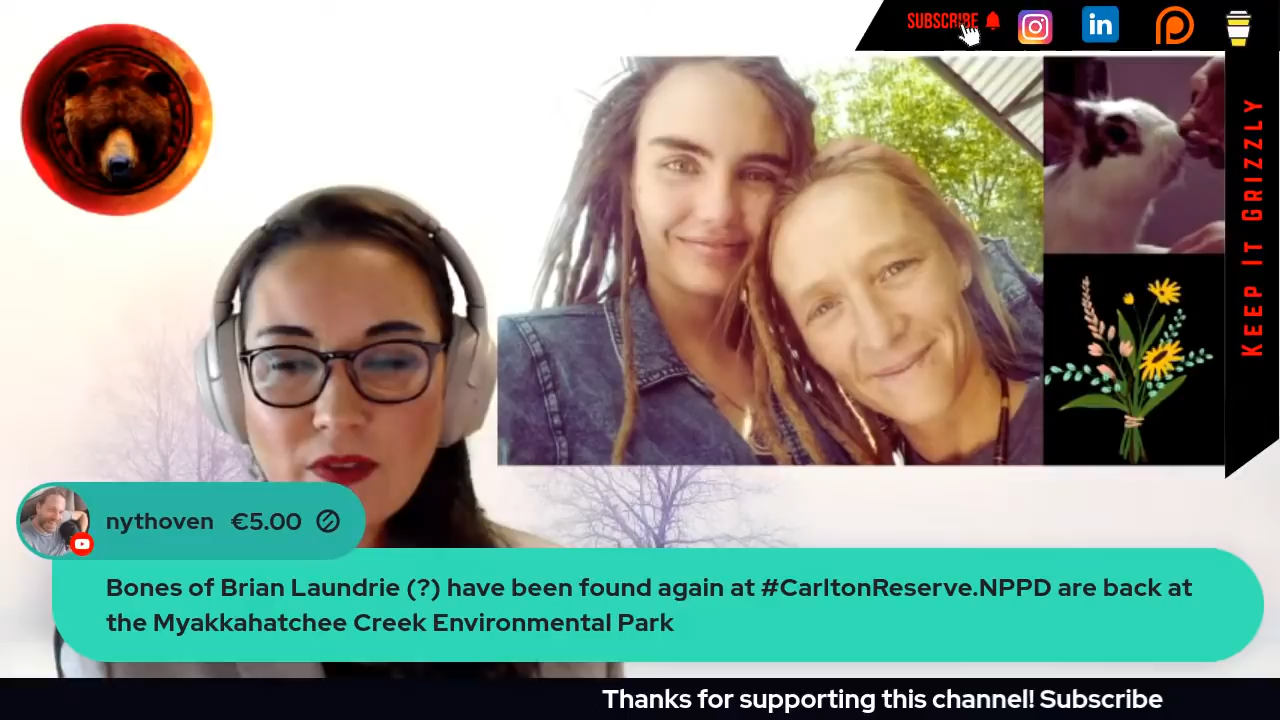 SUBSCRIBE
in
KEEP IT GRIZZLY
nythoven €5.00
Bones of Brian Laundrie (?) have been found again at #CarltonReserve.NPPD are back at
the Myakkahatchee Creek Environmental Park
Thanks for supporting this channel! Subscribe